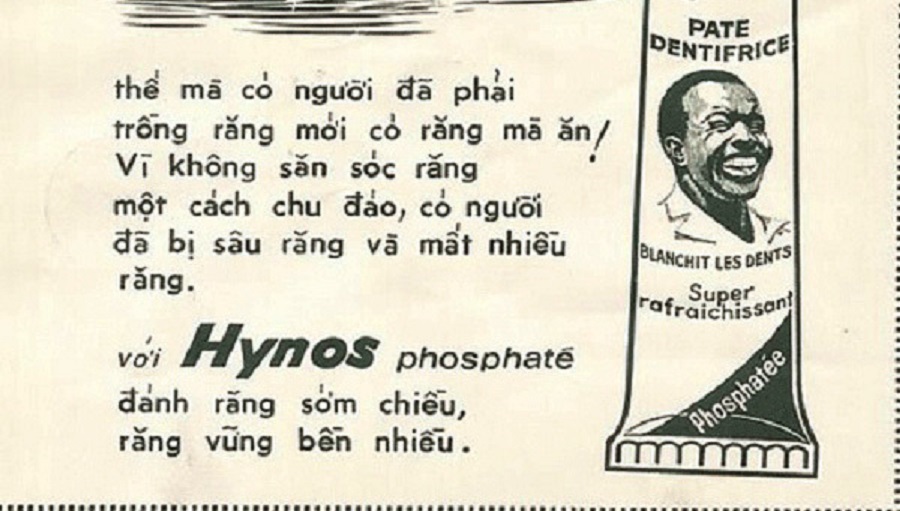 thế mà có người đã phải
trồng răng mới có răng mà ăn!
Vì không săn sóc răng
một cách chu đáo, có người
đã bị sâu răng và mất nhiều
răng.
với Hynos phosphaté
đánh răng sớm chiều,
răng vững bền nhiều.
PATE
DENTIFRICE
BLANCHIT LES DENTS
Super
rafraichissant
Phosphatée